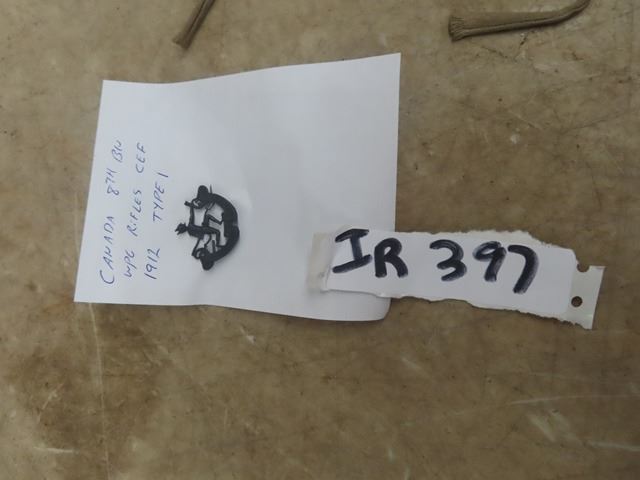 CANADA 8TH BN
WPG RIFLES CEF
1912 TYPE 1
IR 397